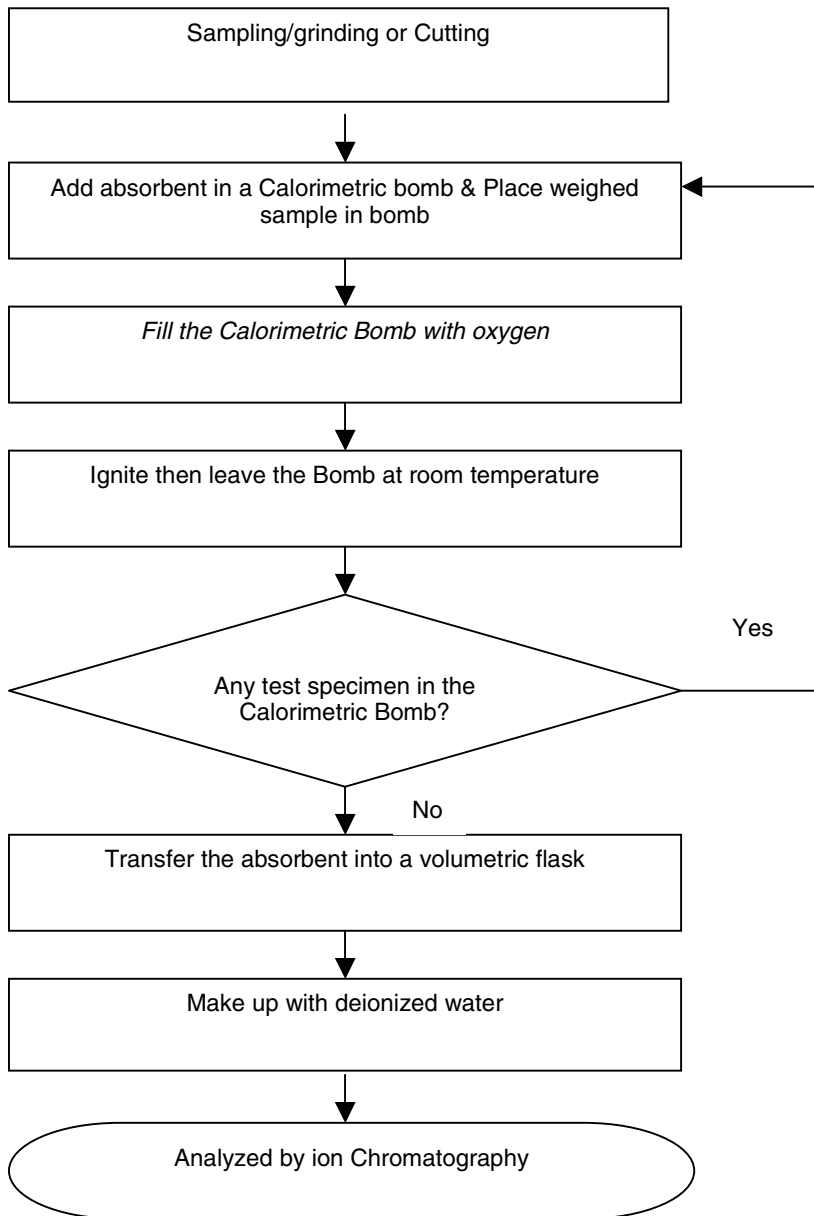 Sampling/grinding or Cutting
Add absorbent in a Calorimetric bomb & Place weighed
sample in bomb
Fill the Calorimetric Bomb with oxygen
Ignite then leave the Bomb at room temperature
Yes
Any test specimen in the
Calorimetric Bomb?
No
Transfer the absorbent into a volumetric flask
Make up with deionized water
Analyzed by ion Chromatography